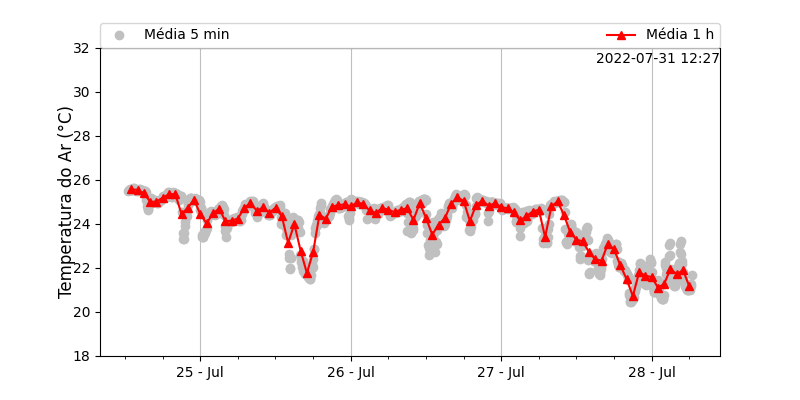 Média 5 min
Média 1 h
2022-07-31 12:27
Temperatura do Ar (°C)
32
30
28
26
24
22
20
18
25 - Jul
26 - Jul
27 - Jul
28 - Jul